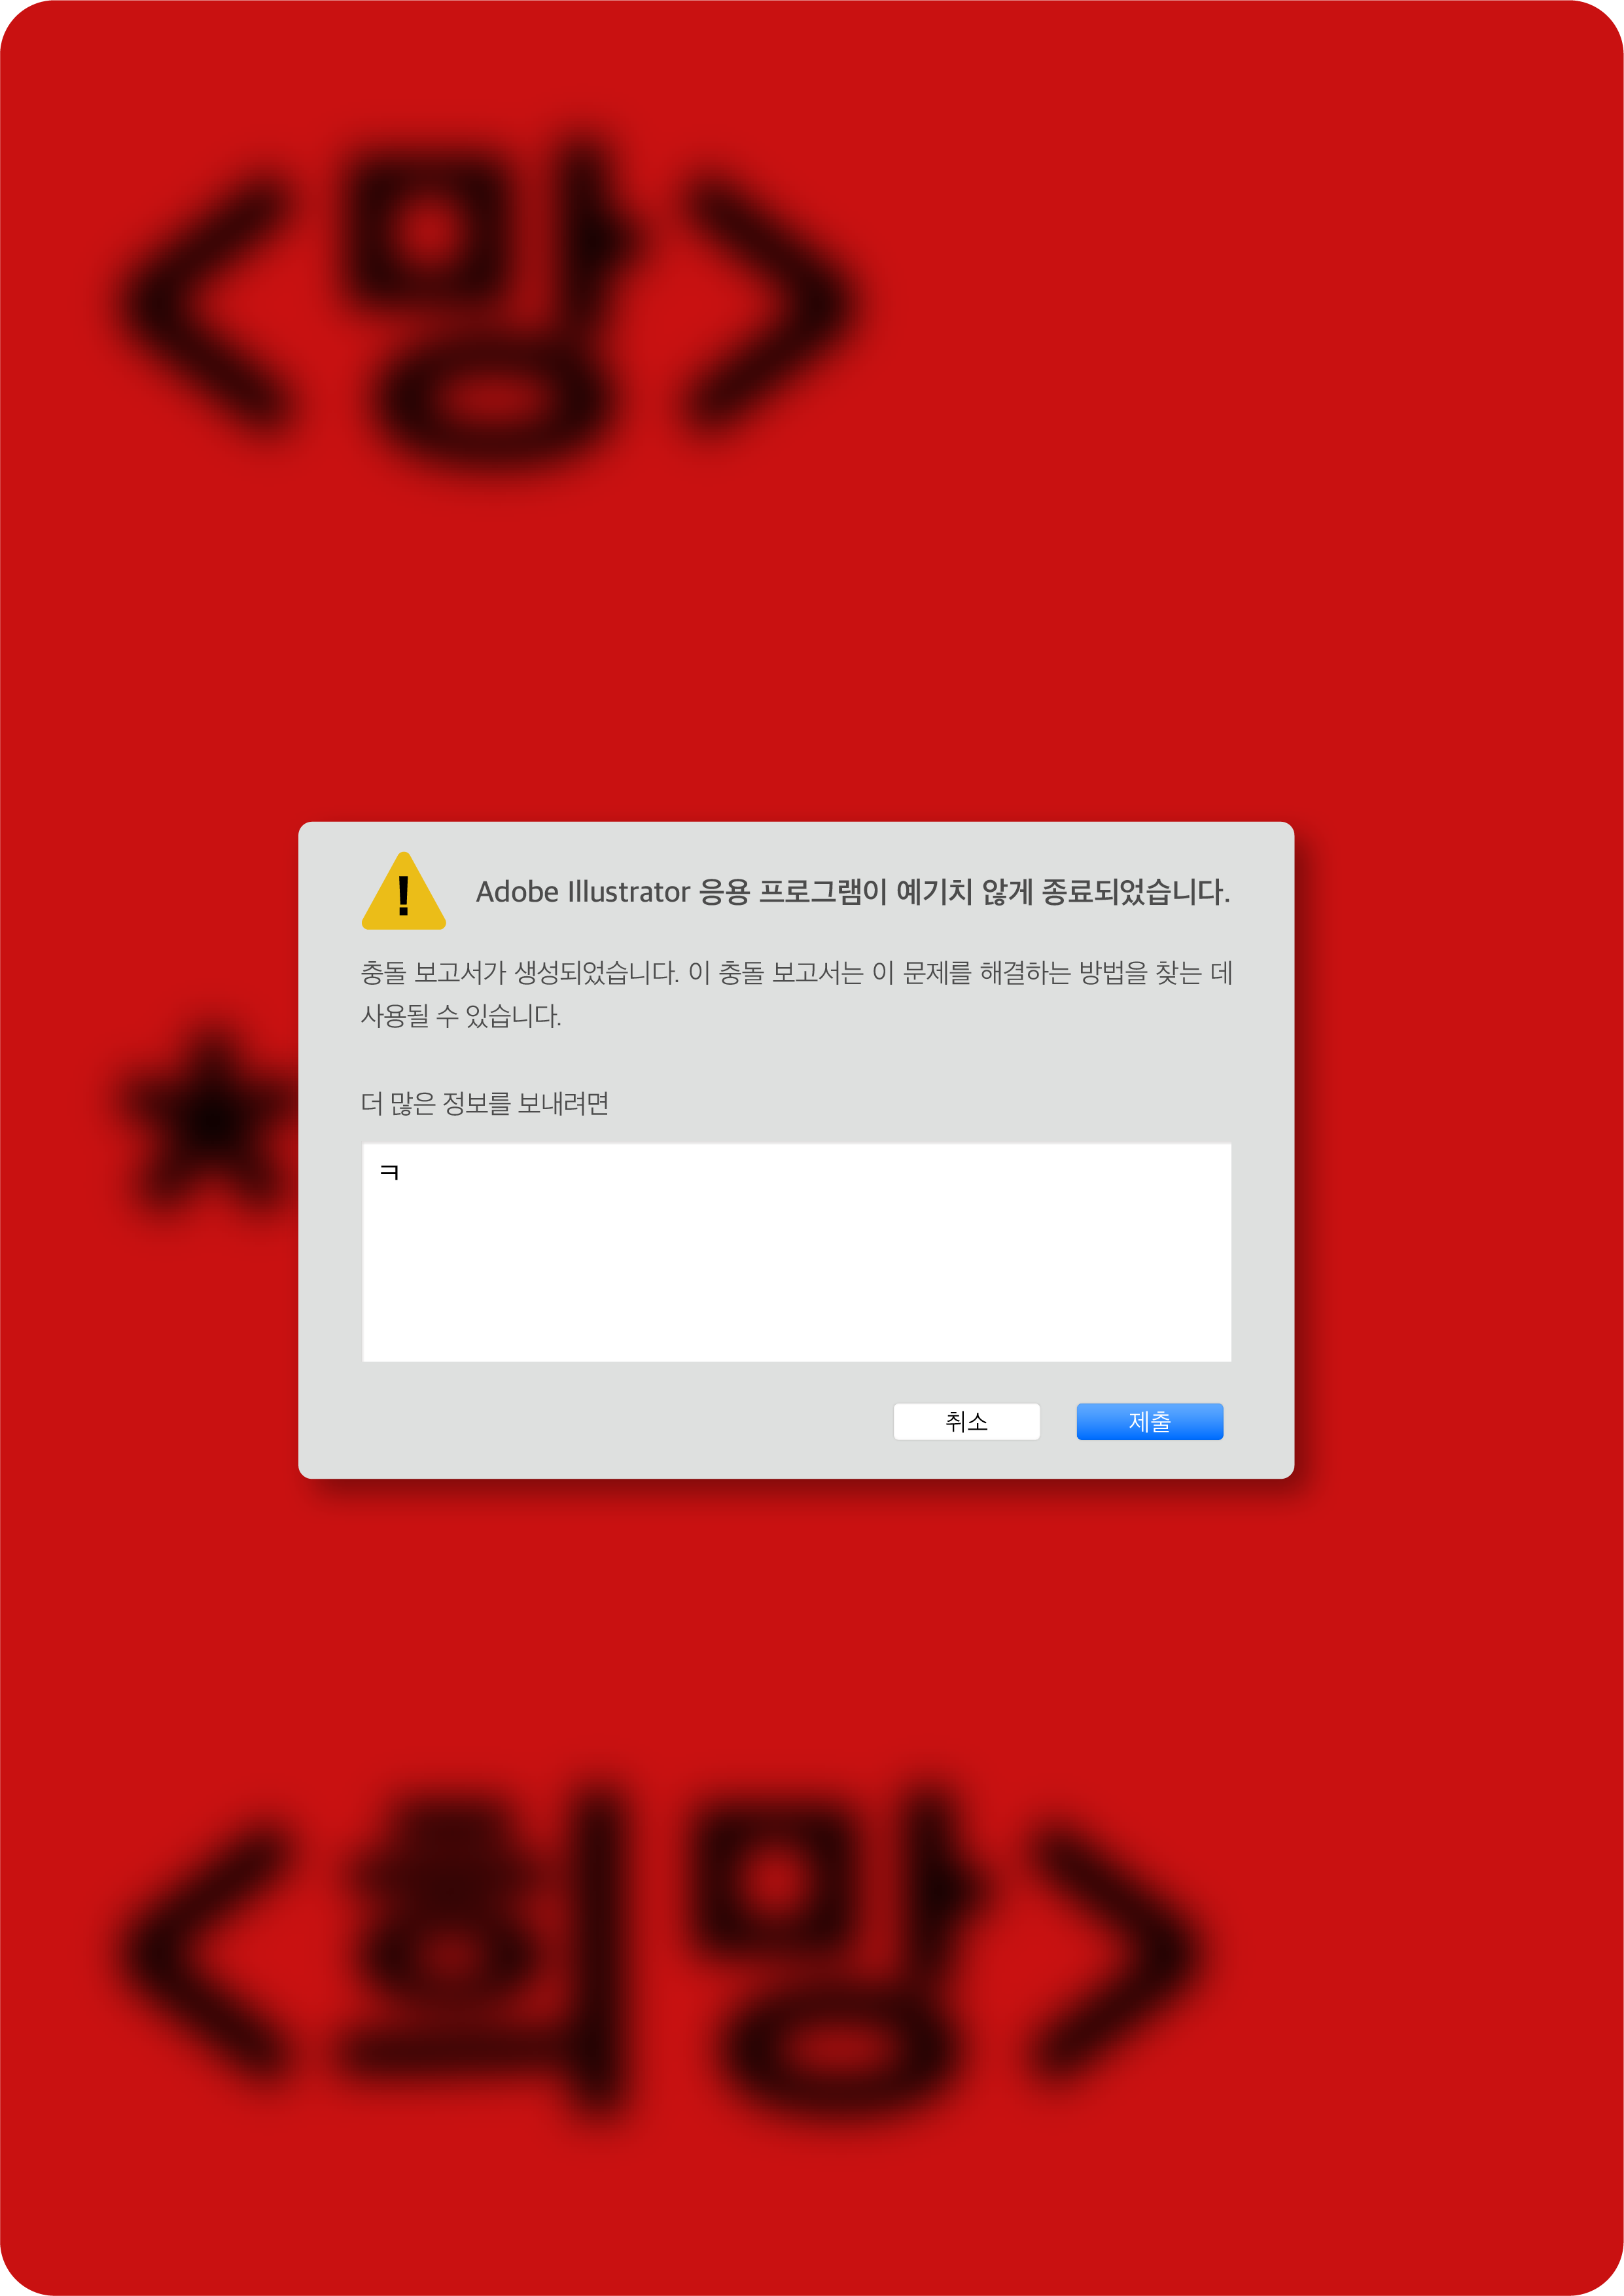 <망>
★
!
Adobe Illustrator 응용 프로그램이 예기치 않게 종료되었습니다.
충돌 보고서가 생성되었습니다. 이 충돌 보고서는 이 문제를 해결하는 방법을 찾는 데
사용될 수 있습니다.
더 많은 정보를 보내려면
ㅋ
취소 제출
<희망>